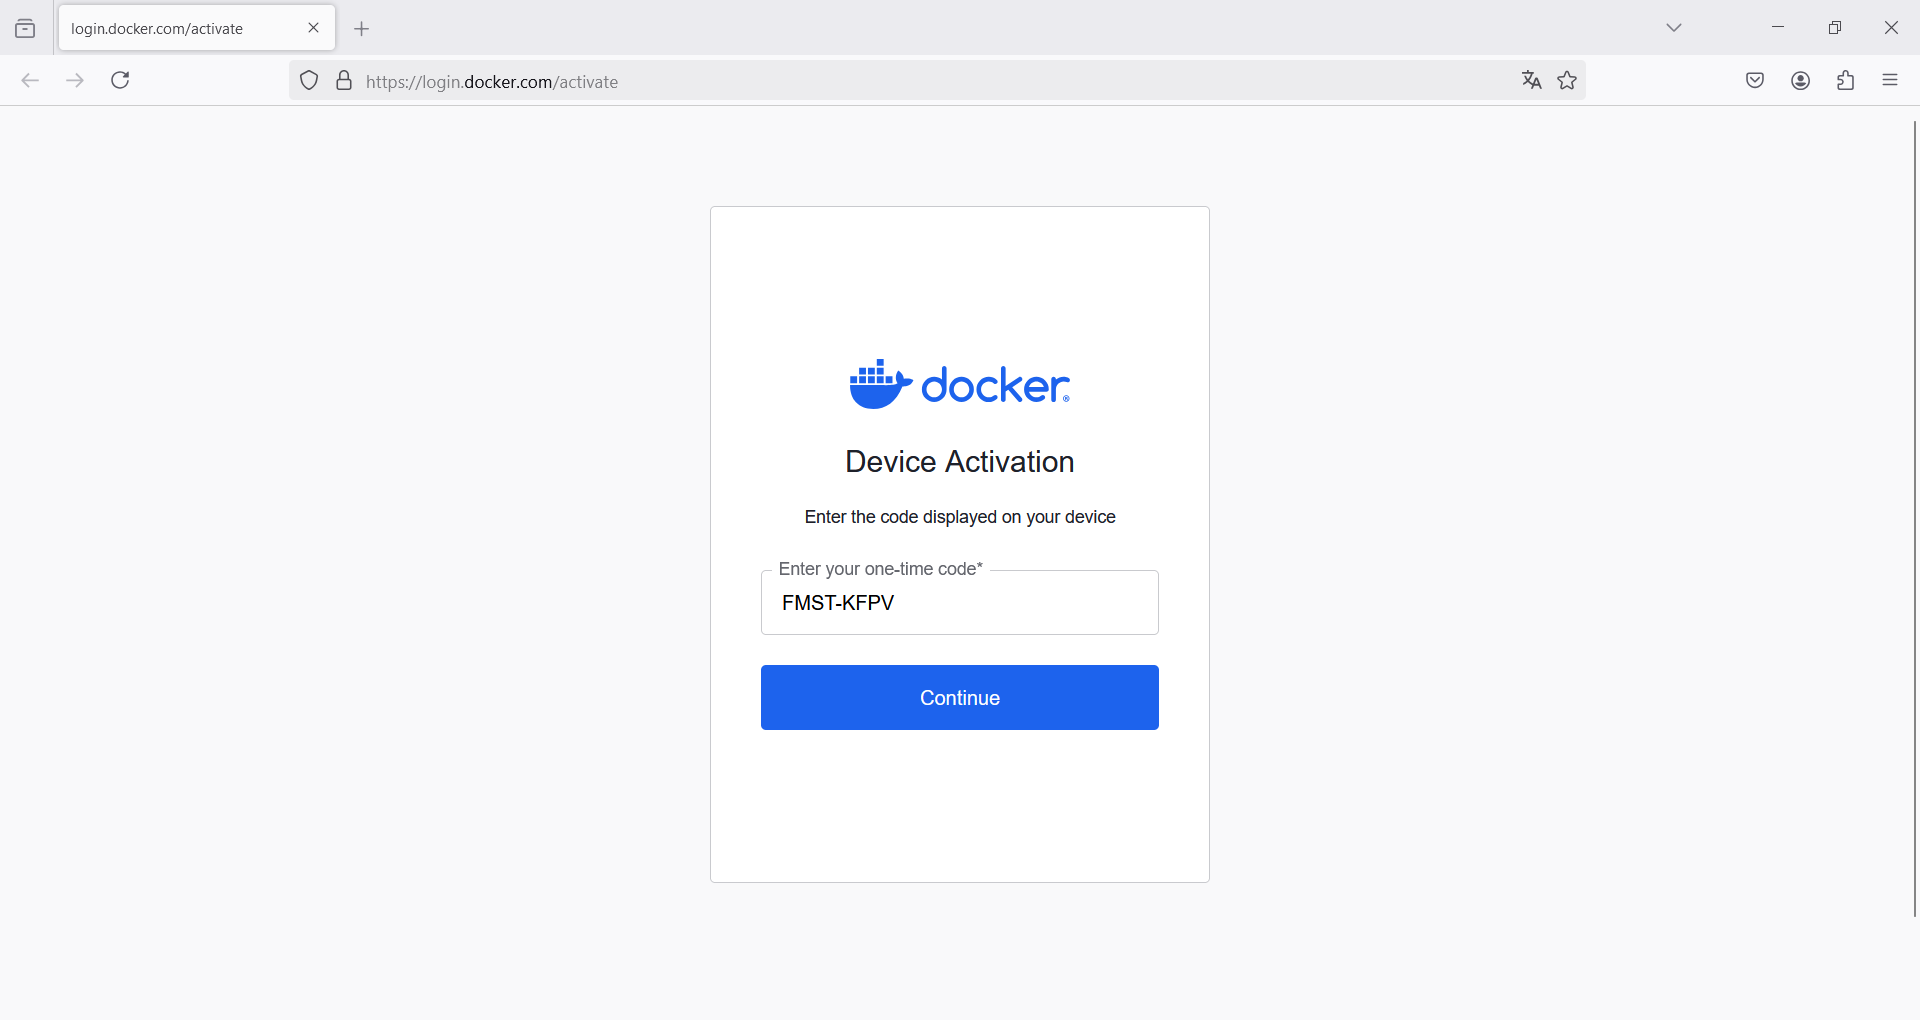 login.docker.com/activate
https://login.docker.com/activate
docker
Device Activation
Enter the code displayed on your device
Enter your one-time code*
FMST-KFPV
Continue